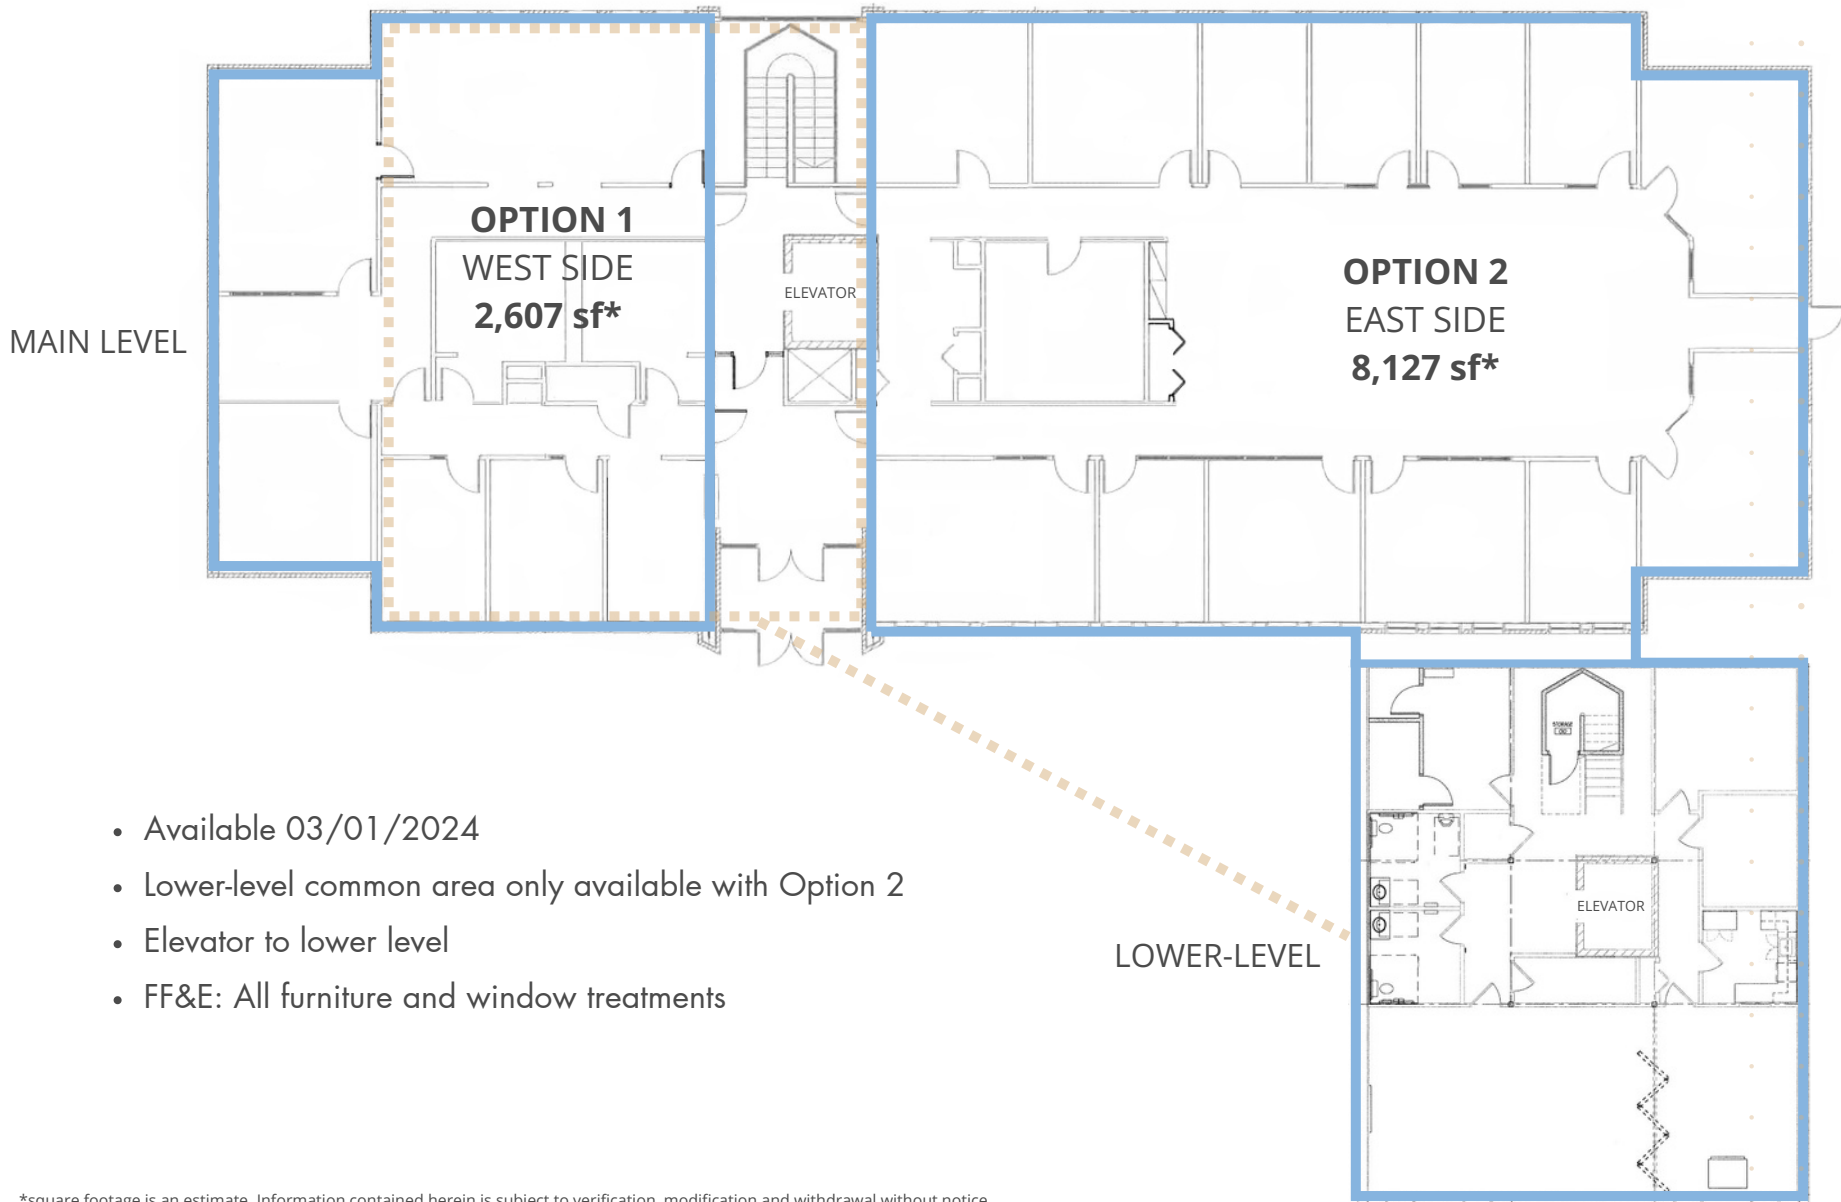 OPTION 1
WEST SIDE
2,607 sf*
ELEVATOR
OPTION 2
EAST SIDE
8,127 sf*
MAIN LEVEL
STORAGE
• Available 03/01/2024
• Lower-level common area only available with Option 2
• Elevator to lower level
• FF&E: All furniture and window treatments
ELEVATOR
LOWER-LEVEL
*square footage is an estimate. Information contained herein is subject to verification, modification and withdrawal without notice